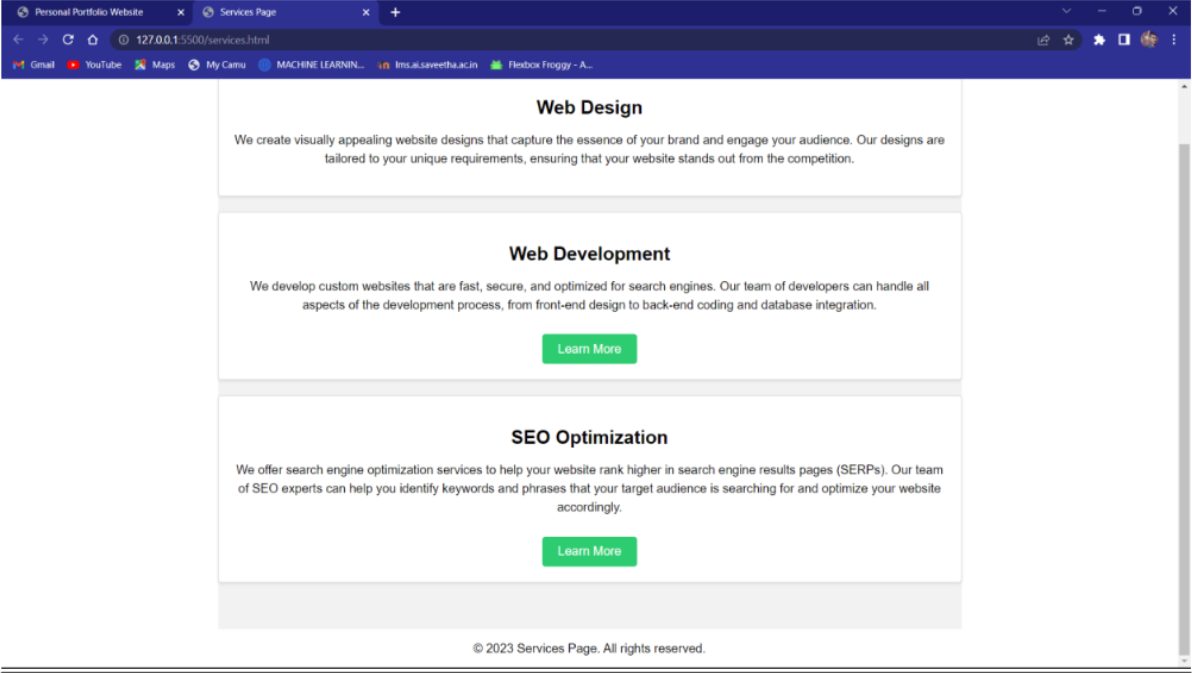 Personal Portfolio Website
Services Page
127.0.0.1:5500/services.html
Gmail
YouTube
Maps
My Camu
MACHINE LEARNIN...
lms.ai.saveetha.ac.in
Flexbox Froggy - A...
Web Design
We create visually appealing website designs that capture the essence of your brand and engage your audience. Our designs are
tailored to your unique requirements, ensuring that your website stands out from the competition.
Web Development
We develop custom websites that are fast, secure, and optimized for search engines. Our team of developers can handle all
aspects of the development process, from front-end design to back-end coding and database integration.
Learn More
SEO Optimization
We offer search engine optimization services to help your website rank higher in search engine results pages (SERPs). Our team
of SEO experts can help you identify keywords and phrases that your target audience is searching for and optimize your website
accordingly.
Learn More
© 2023 Services Page. All rights reserved.